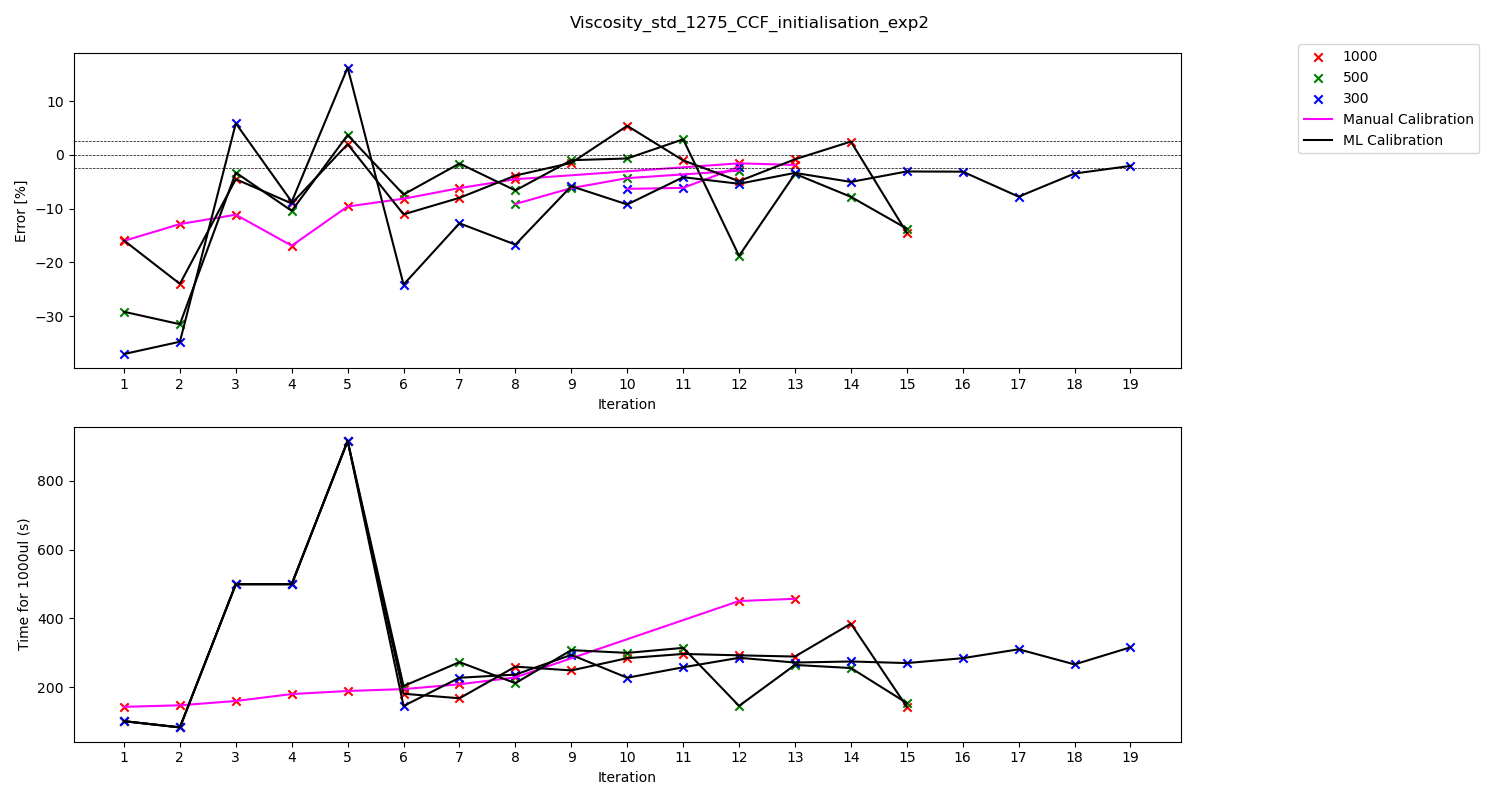 Viscosity_std_1275_CCF_initialisation_exp2
1000
500
300
Manual Calibration
ML Calibration
Error [%]
10
0
−10
−20
−30
1 2 3 4 5 6 7 8 9 10 11 12 13 14 15 16 17 18 19
Iteration
Time for 1000ul (s)
800
600
400
200
1 2 3 4 5 6 7 8 9 10 11 12 13 14 15 16 17 18 19
Iteration